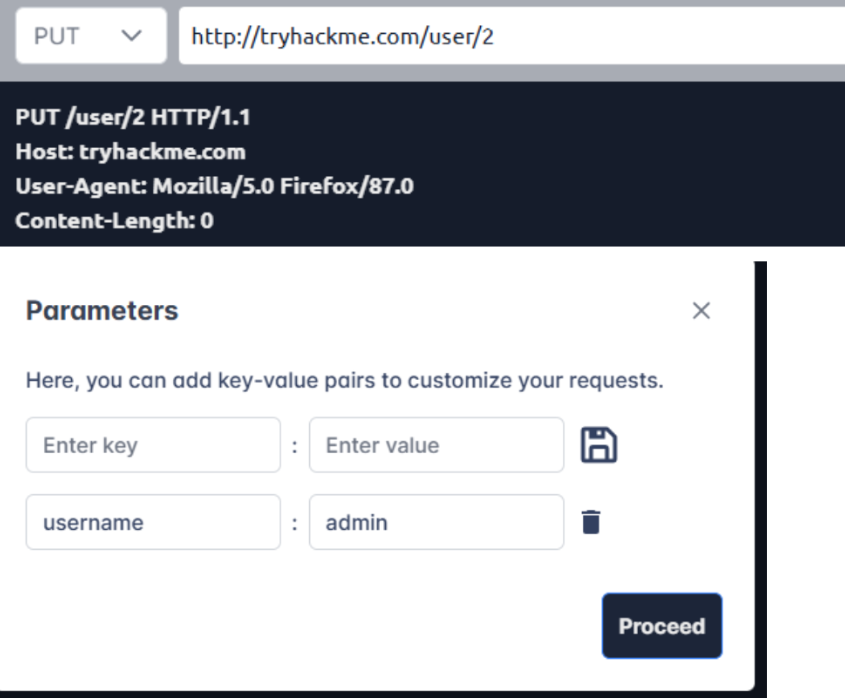 PUT http://tryhackme.com/user/2
PUT /user/2 HTTP/1.1
Host: tryhackme.com
User-Agent: Mozilla/5.0 Firefox/87.0
Content-Length: 0
Parameters
Here, you can add key-value pairs to customize your requests.
Enter key : Enter value
username : admin
Proceed